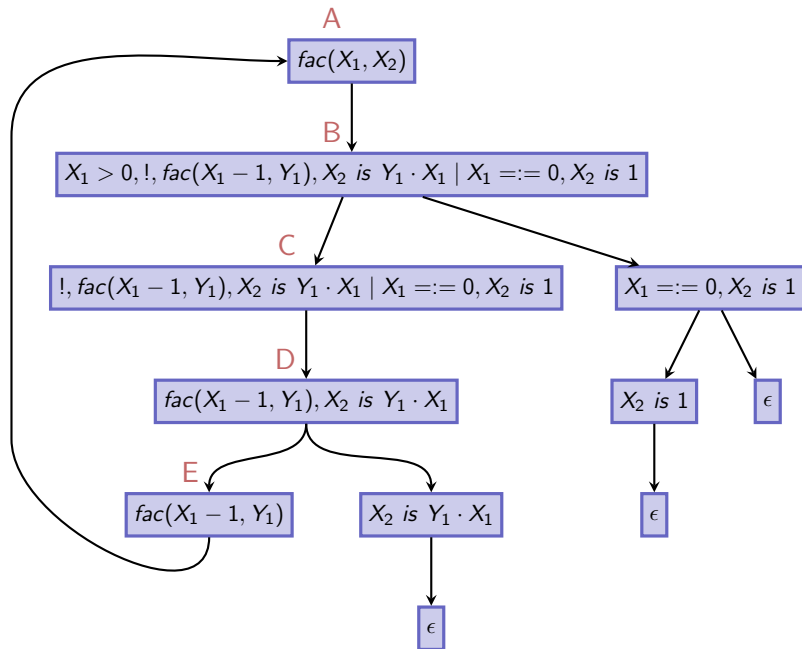 A
fac(X₁, X₂)
B
X₁ > 0, !, fac(X₁ − 1, Y₁), X₂ is Y₁ · X₁ | X₁ =:= 0, X₂ is 1
C
!, fac(X₁ − 1, Y₁), X₂ is Y₁ · X₁ | X₁ =:= 0, X₂ is 1
X₁ =:= 0, X₂ is 1
D
fac(X₁ − 1, Y₁), X₂ is Y₁ · X₁
X₂ is 1
ϵ
E
fac(X₁ − 1, Y₁)
X₂ is Y₁ · X₁
ϵ
ϵ